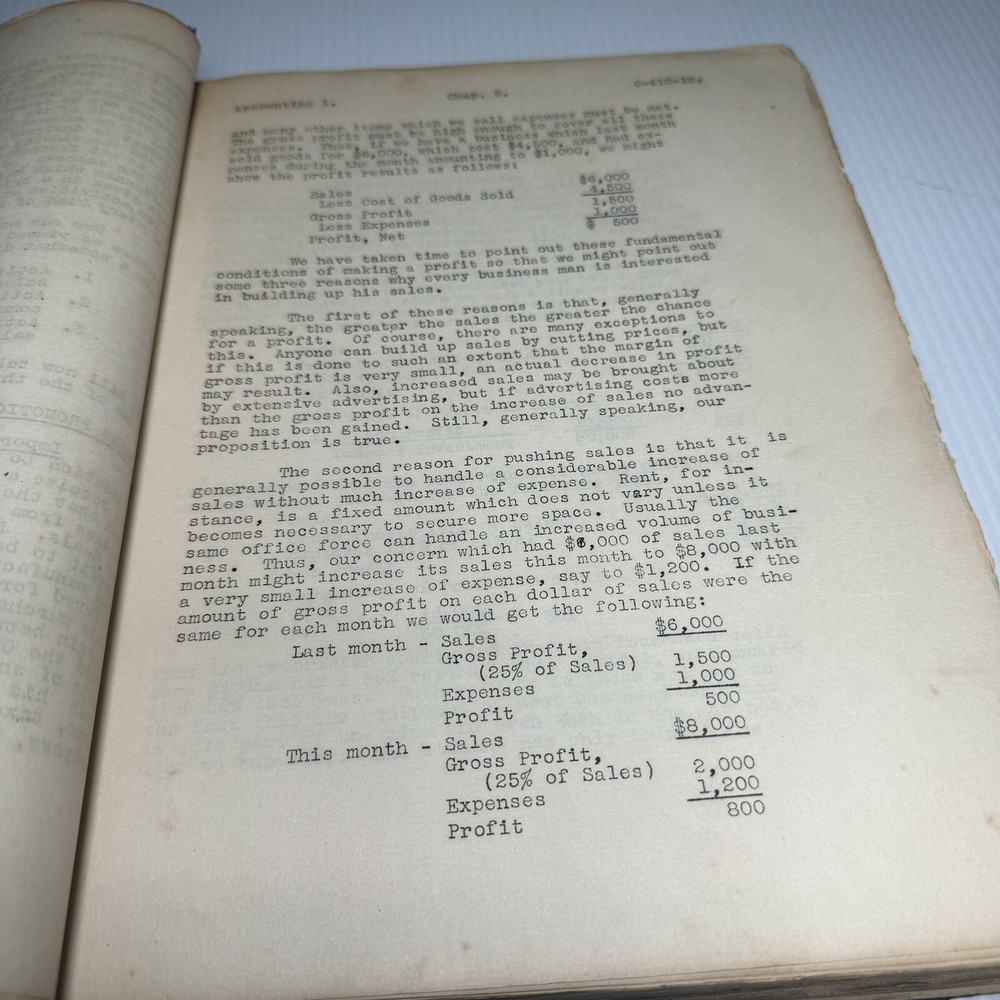 Accounting 1. Chap. 2. C-410-12.
and many other items which we call expenses must be met.
The gross profit must be high enough to cover all these
expenses. Thus, if we have a business which last month
sold goods for $6,000, which cost $4,500, and had ex-
penses during the month amounting to $1,000, we might
show the profit results as follows:
Sales $6,000
Less Cost of Goods Sold 4,500
Gross Profit 1,500
Less Expenses 1,000
Profit, Net $ 500
We have taken time to point out these fundamental
conditions of making a profit so that we might point out
some three reasons why every business man is interested
in building up his sales.
The first of these reasons is that, generally
speaking, the greater the sales the greater the chance
for a profit. Of course, there are many exceptions to
this. Anyone can build up sales by cutting prices, but
if this is done to such an extent that the margin of
gross profit is very small, an actual decrease in profit
may result. Also, increased sales may be brought about
by extensive advertising, but if advertising costs more
than the gross profit on the increase of sales no advan-
tage has been gained. Still, generally speaking, our
proposition is true.
The second reason for pushing sales is that it is
generally possible to handle a considerable increase of
sales without much increase of expense. Rent, for in-
stance, is a fixed amount which does not vary unless it
becomes necessary to secure more space. Usually the
same office force can handle an increased volume of busi-
ness. Thus, our concern which had $6,000 of sales last
month might increase its sales this month to $8,000 with
a very small increase of expense, say to $1,200. If the
amount of gross profit on each dollar of sales were the
same for each month we would get the following:
Last month - Sales $6,000
Gross Profit,
(25% of Sales) 1,500
Expenses 1,000
Profit 500
This month - Sales $8,000
Gross Profit,
(25% of Sales) 2,000
Expenses 1,200
Profit 800